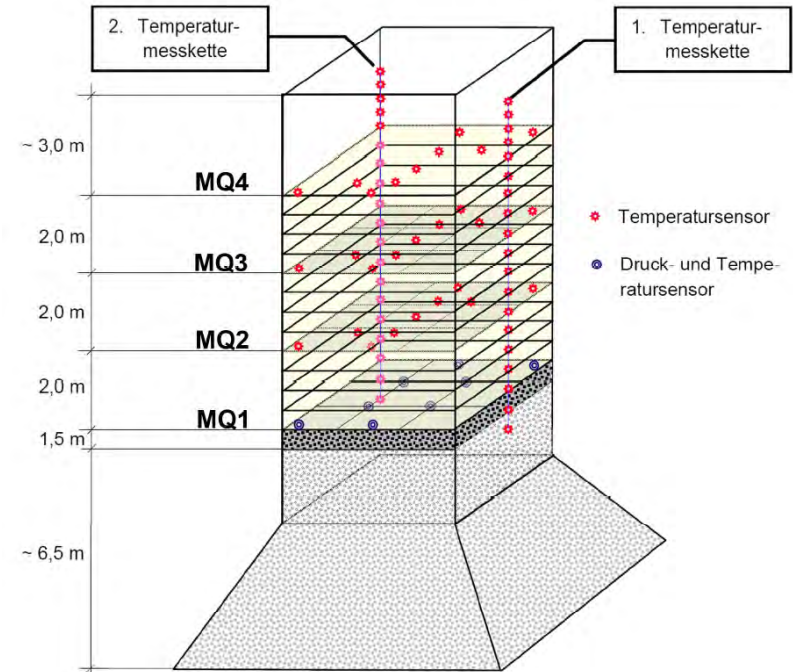 2. Temperatur-
messkette
1. Temperatur-
messkette
~ 3,0 m
MQ4
2,0 m
MQ3
2,0 m
MQ2
2,0 m
MQ1
1,5 m
~ 6,5 m
Temperatursensor
Druck- und Tempe-
ratursensor